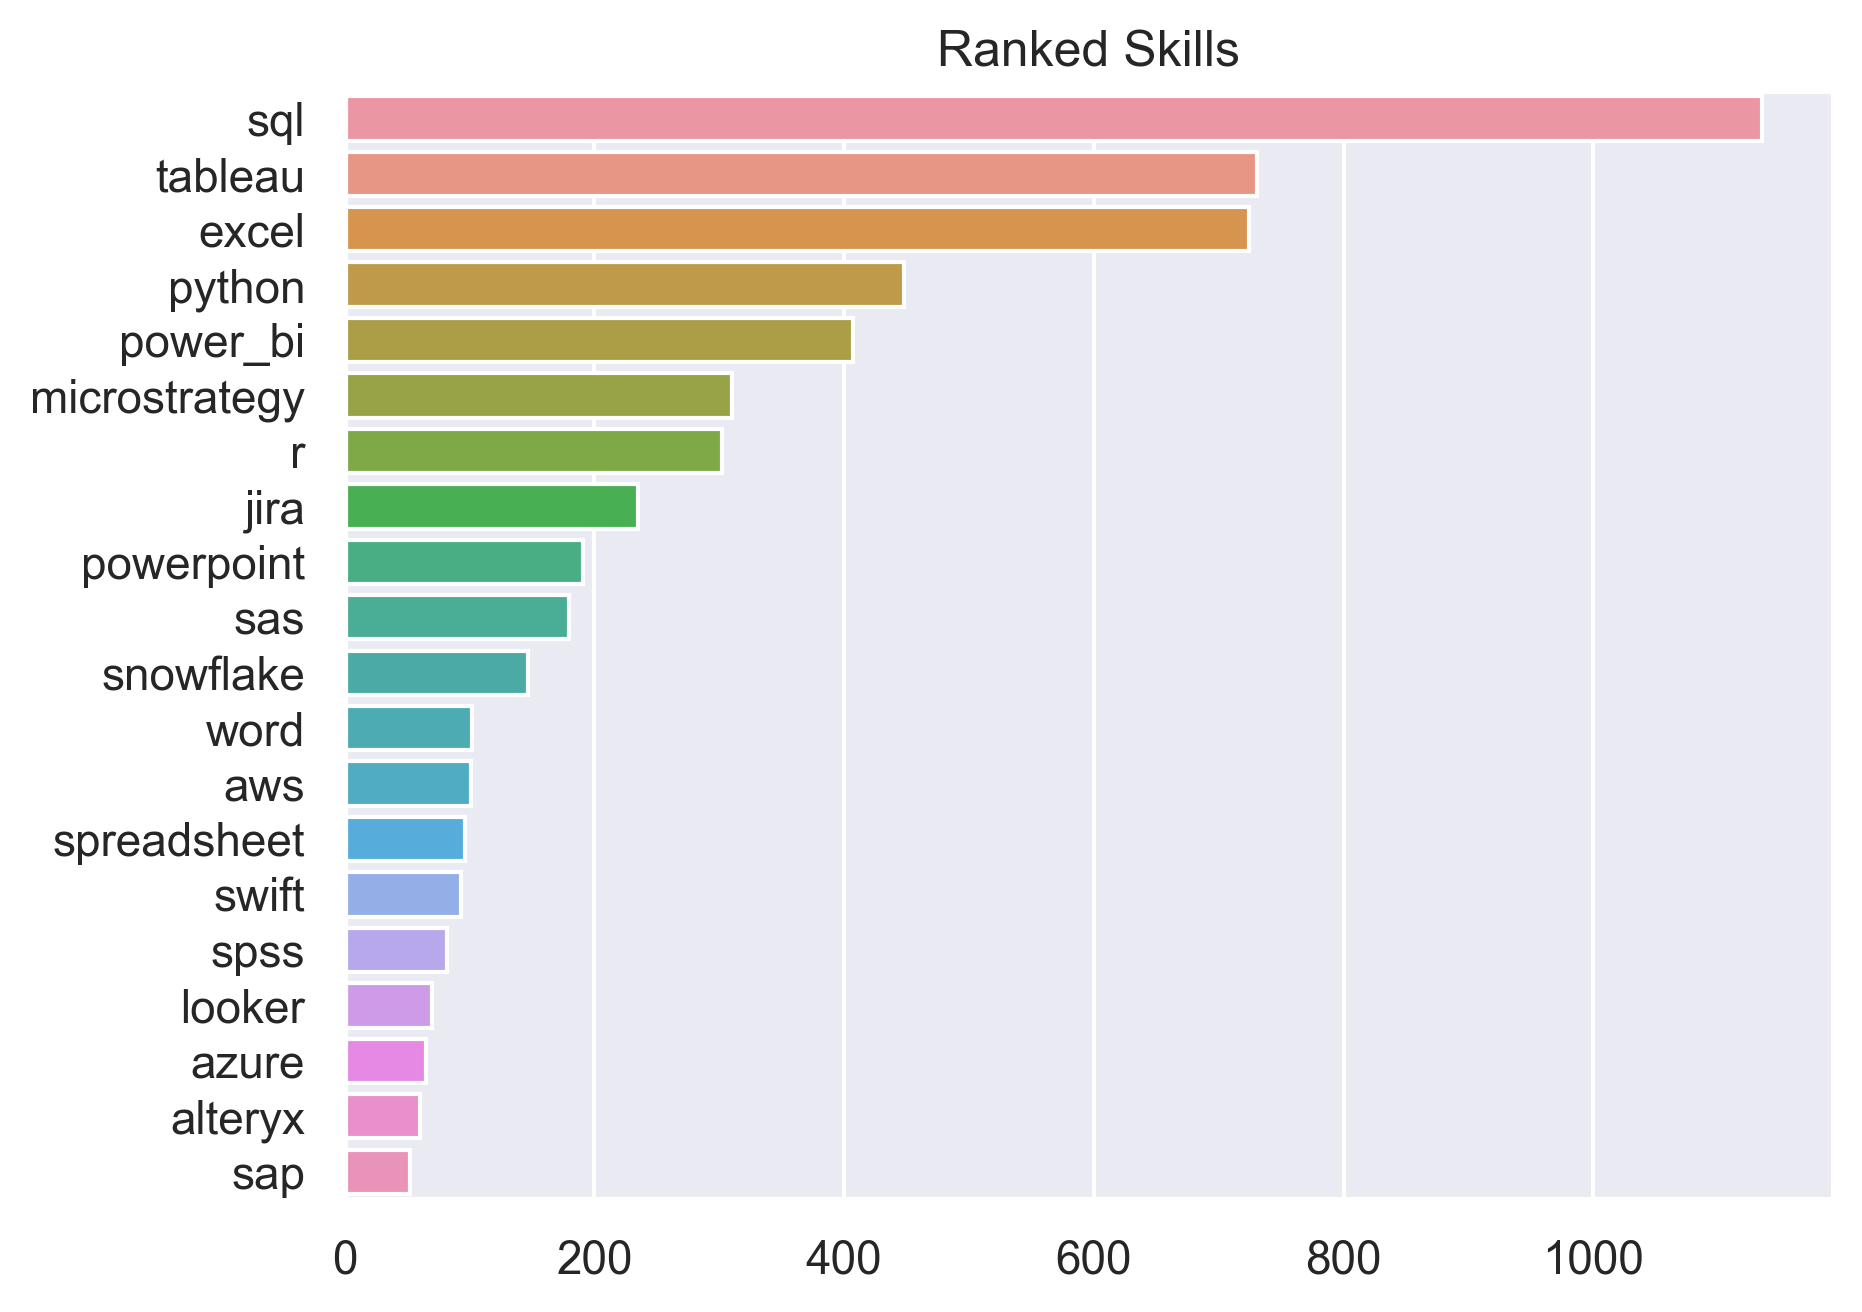 Ranked Skills
sql
tableau
excel
python
power_bi
microstrategy
r
jira
powerpoint
sas
snowflake
word
aws
spreadsheet
swift
spss
looker
azure
alteryx
sap
0 200 400 600 800 1000